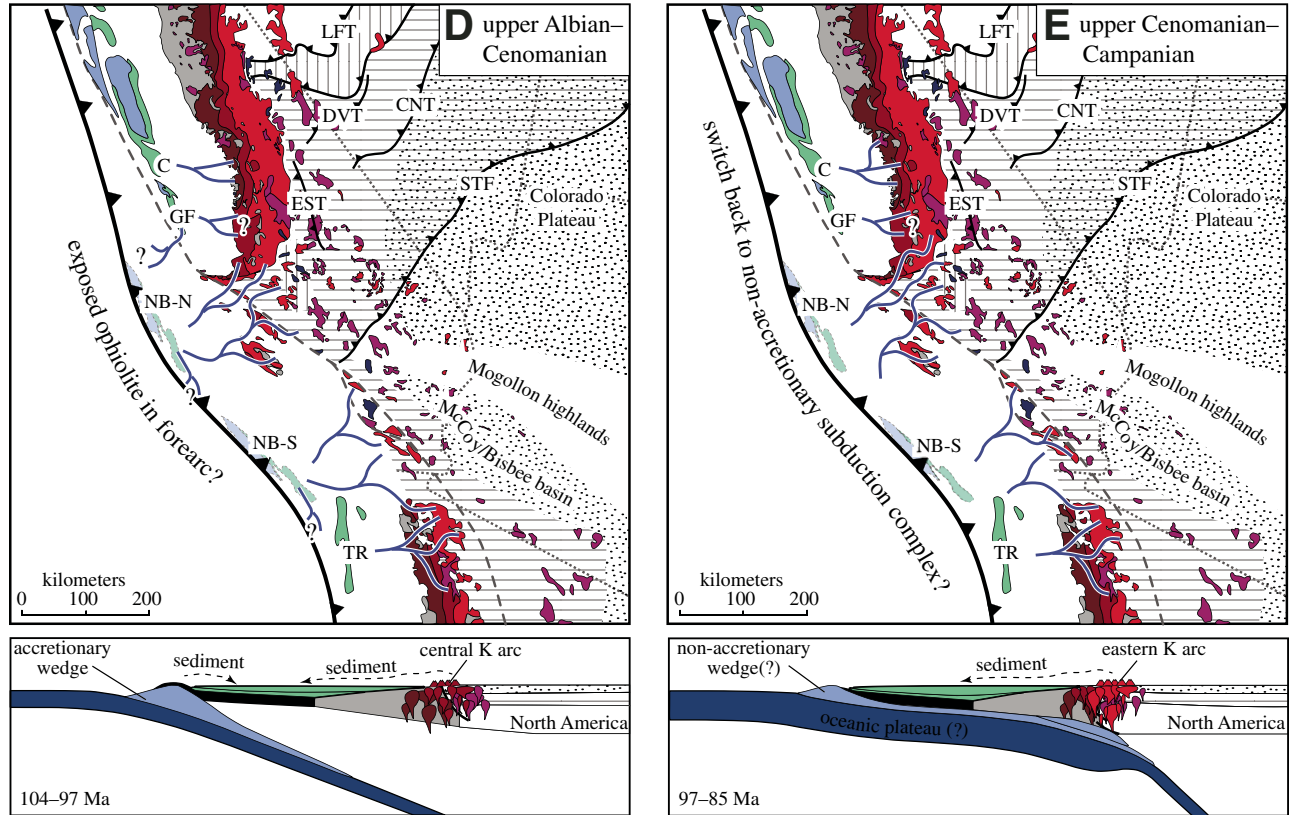 D upper Albian–
Cenomanian
LFT
DVT
CNT
STF
Colorado
Plateau
C
EST
GF
?
?
NB-N
exposed ophiolite in forearc?
?
Mogollon highlands
McCoy/Bisbee basin
NB-S
?
TR
kilometers
0 100 200
accretionary
wedge
sediment
sediment
central K arc
North America
104–97 Ma
E upper Cenomanian–
Campanian
LFT
DVT
CNT
STF
Colorado
Plateau
C
EST
GF
?
NB-N
switch back to non-accretionary subduction complex?
Mogollon highlands
McCoy/Bisbee basin
NB-S
TR
kilometers
0 100 200
non-accretionary
wedge(?)
sediment
eastern K arc
oceanic plateau (?)
North America
97–85 Ma